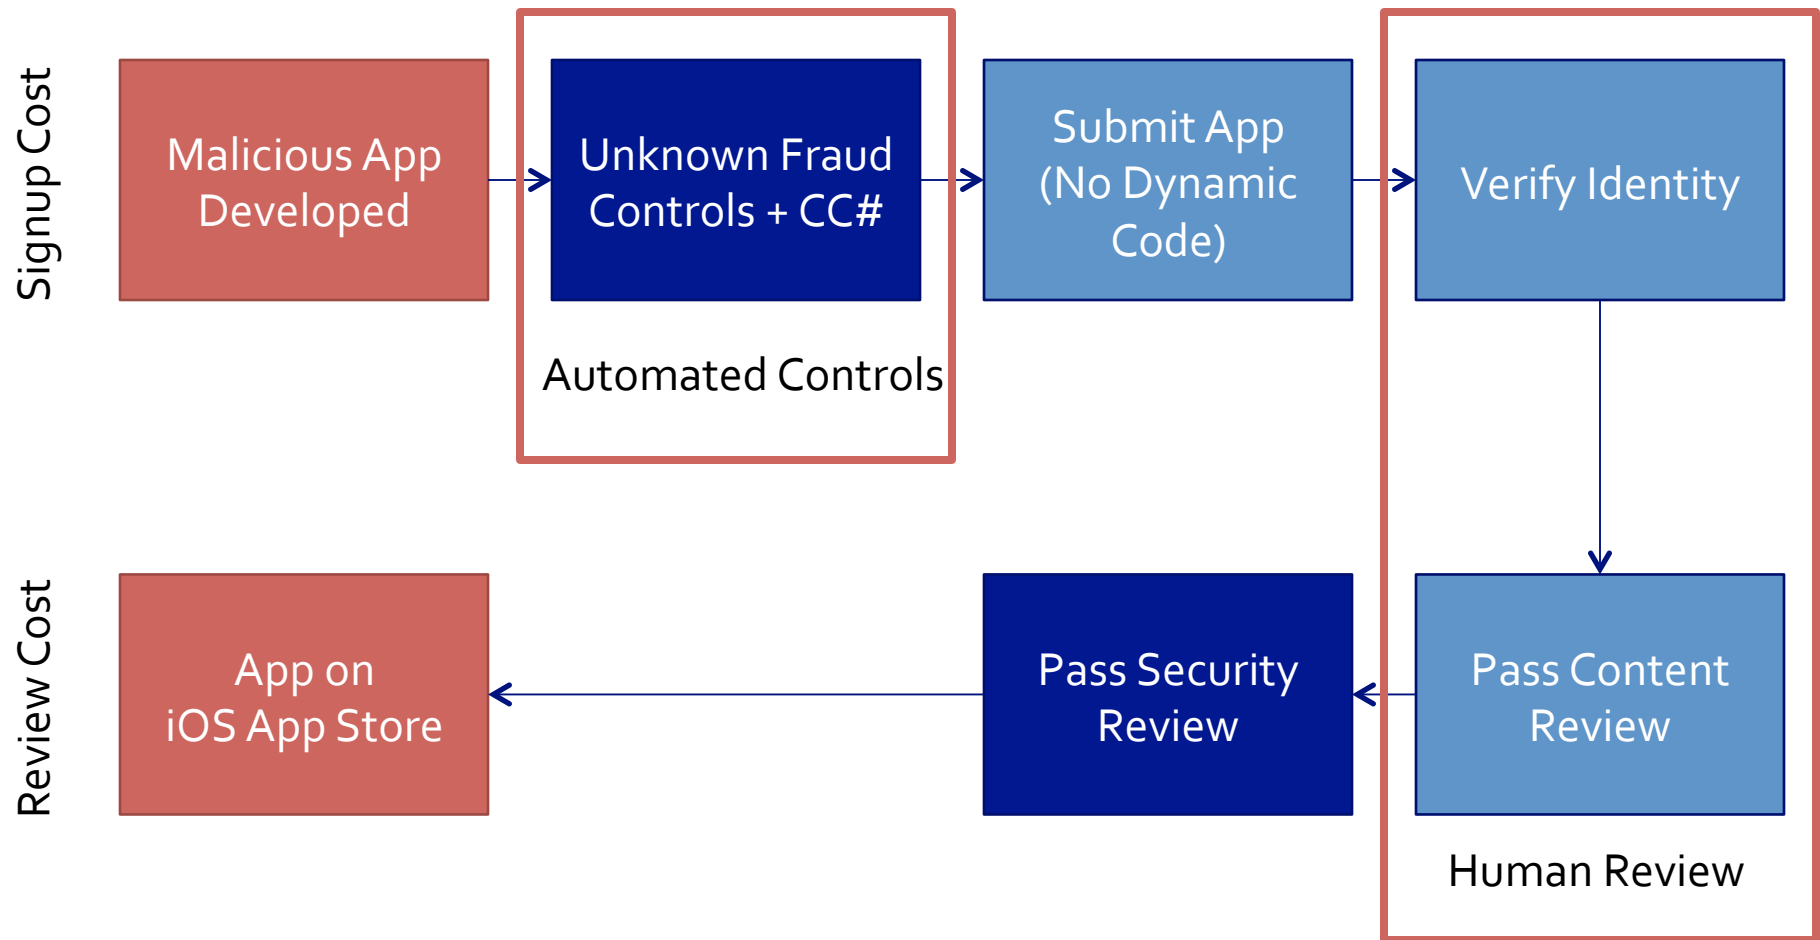 Signup Cost
Malicious App
Developed
Unknown Fraud
Controls + CC#
Automated Controls
Submit App
(No Dynamic
Code)
Verify Identity
Review Cost
App on
iOS App Store
Pass Security
Review
Pass Content
Review
Human Review